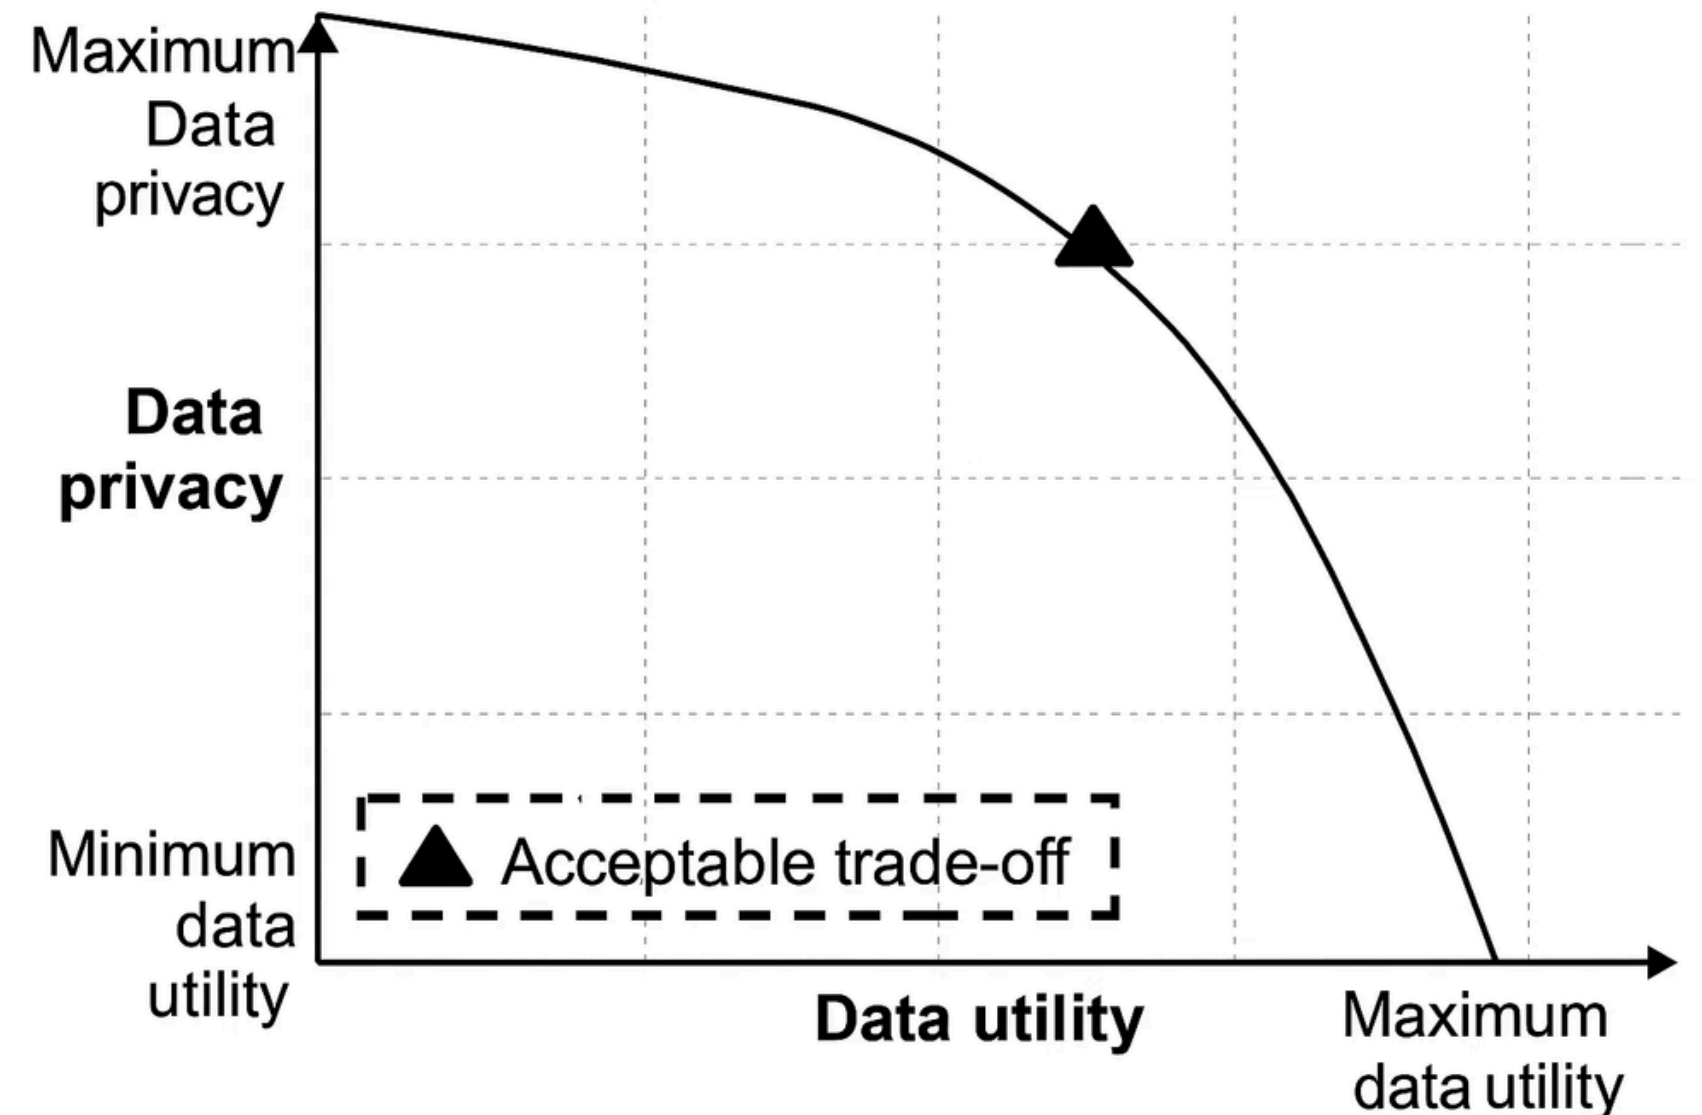 Maximum
Data
privacy
Data
privacy
Minimum
data
utility
Acceptable trade-off
Data utility
Maximum
data utility